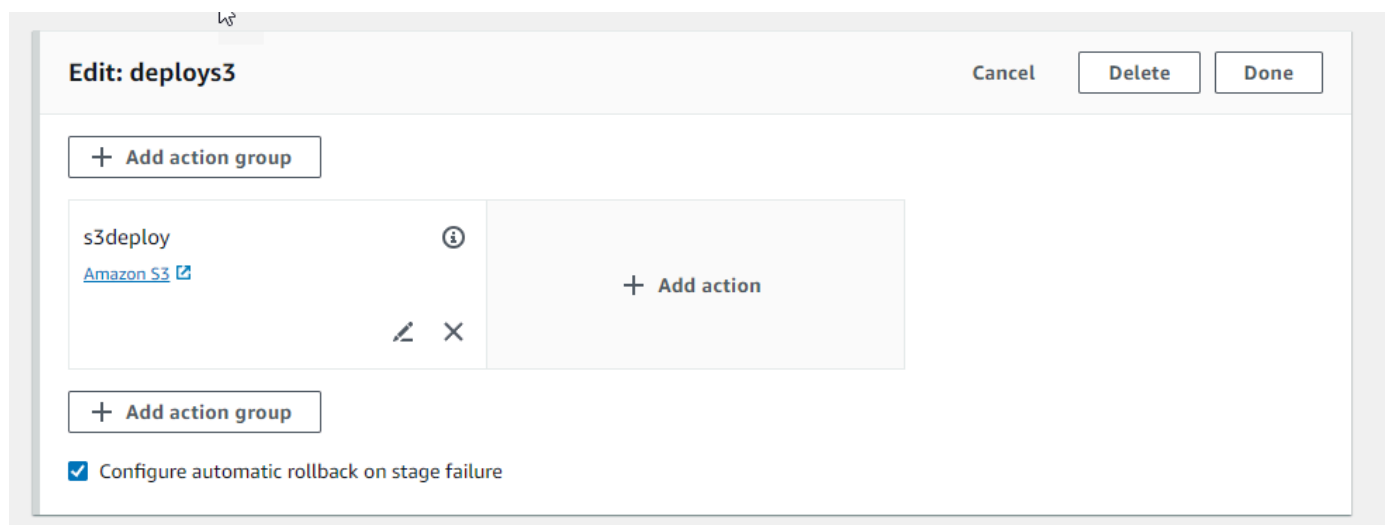 Edit: deploys3
Cancel
Delete
Done
Add action group
s3deploy
Amazon S3
Add action
Add action group
Configure automatic rollback on stage failure